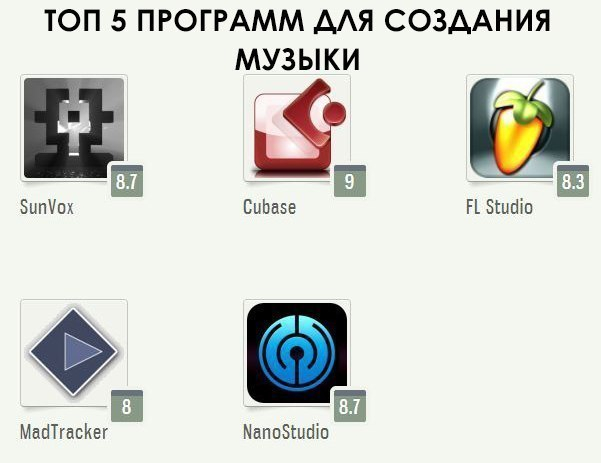 ТОП 5 ПРОГРАММ ДЛЯ СОЗДАНИЯ
МУЗЫКИ
8.7
9
8.3
SunVox
Cubase
FL Studio
8
8.7
MadTracker
NanoStudio